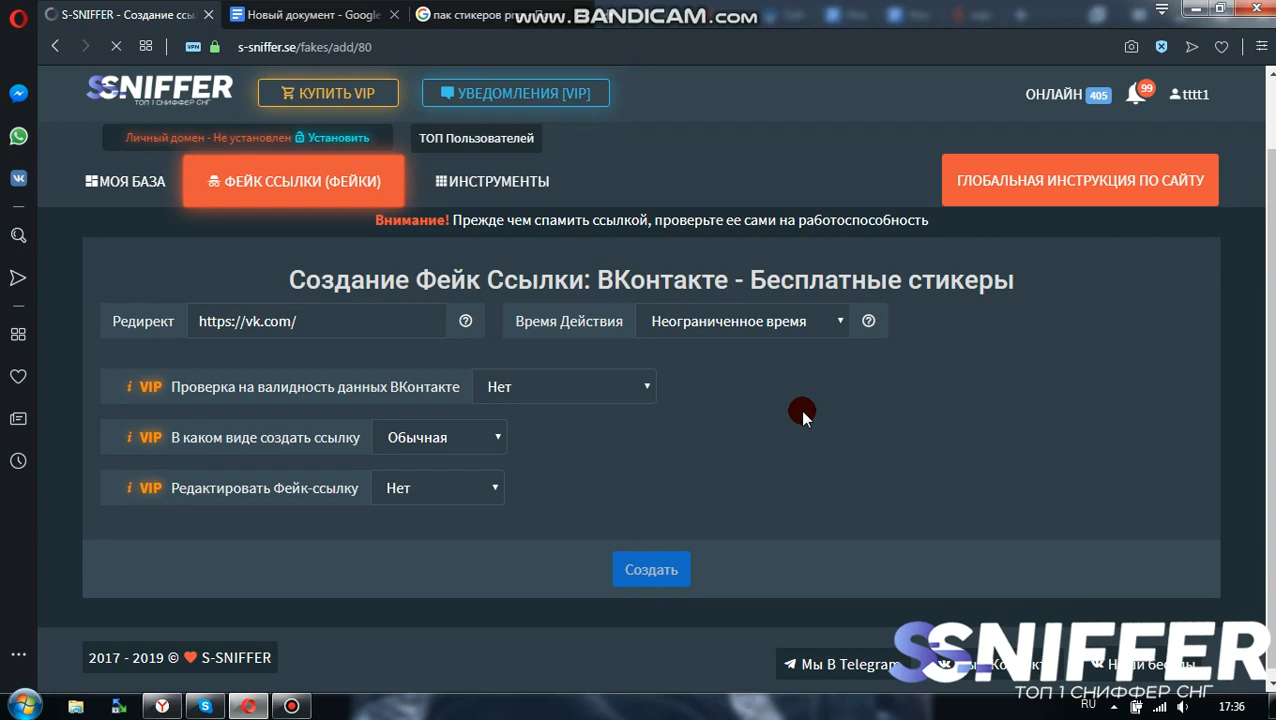 www.BANDICAM.com
S-SNIFFER - Создание ссы
Новый документ - Google
пак стикеров
VPN
s-sniffer.se/fakes/add/80
S-SNIFFER
ТОП 1 СНИФФЕР СНГ
КУПИТЬ VIP
УВЕДОМЛЕНИЯ [VIP]
ОНЛАЙН 405
99
tttt1
Личный домен - Не установлен Установить
ТОП Пользователей
МОЯ БАЗА
ФЕЙК ССЫЛКИ (ФЕЙКИ)
ИНСТРУМЕНТЫ
ГЛОБАЛЬНАЯ ИНСТРУКЦИЯ ПО САЙТУ
Внимание! Прежде чем спамить ссылкой, проверьте ее сами на работоспособность
Создание Фейк Ссылки: ВКонтакте - Бесплатные стикеры
Редирект
https://vk.com/
Время Действия
Неограниченное время
VIP Проверка на валидность данных ВКонтакте
Нет
VIP В каком виде создать ссылку
Обычная
VIP Редактировать Фейк-ссылку
Нет
Создать
2017 - 2019 © ❤ S-SNIFFER
Мы В Telegram
S-SNIFFER
ТОП 1 СНИФФЕР СНГ
RU
17:36